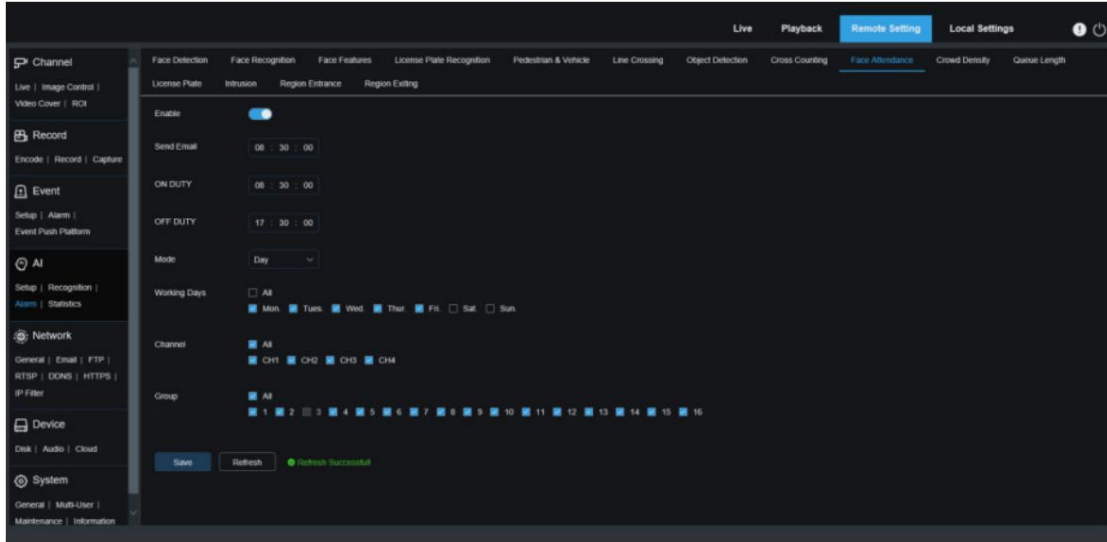 Live Playback Remote Setting Local Settings
Channel
Live | Image Control |
Video Cover | ROI
Record
Encode | Record | Capture
Event
Setup | Alarm |
Event Push Platform
AI
Setup | Recognition |
Alarm | Statistics
Network
General | Email | FTP |
RTSP | DDNS | HTTPS |
IP Filter
Device
Disk | Audio | Cloud
System
General | Multi-User |
Maintenance | Information
Face Detection Face Recognition Face Features License Plate Recognition Pedestrian & Vehicle Line Crossing Object Detection Cross Counting Face Attendance Crowd Density Queue Length
License Plate Intrusion Region Entrance Region Exiting
Enable
Send Email 08 : 30 : 00
ON DUTY 08 : 30 : 00
OFF DUTY 17 : 30 : 00
Mode Day
Working Days All
Mon. Tues. Wed. Thur. Fri. Sat. Sun.
Channel All
CH1 CH2 CH3 CH4
Group All
1 2 3 4 5 6 7 8 9 10 11 12 13 14 15 16
Save Refresh Refresh Successful!